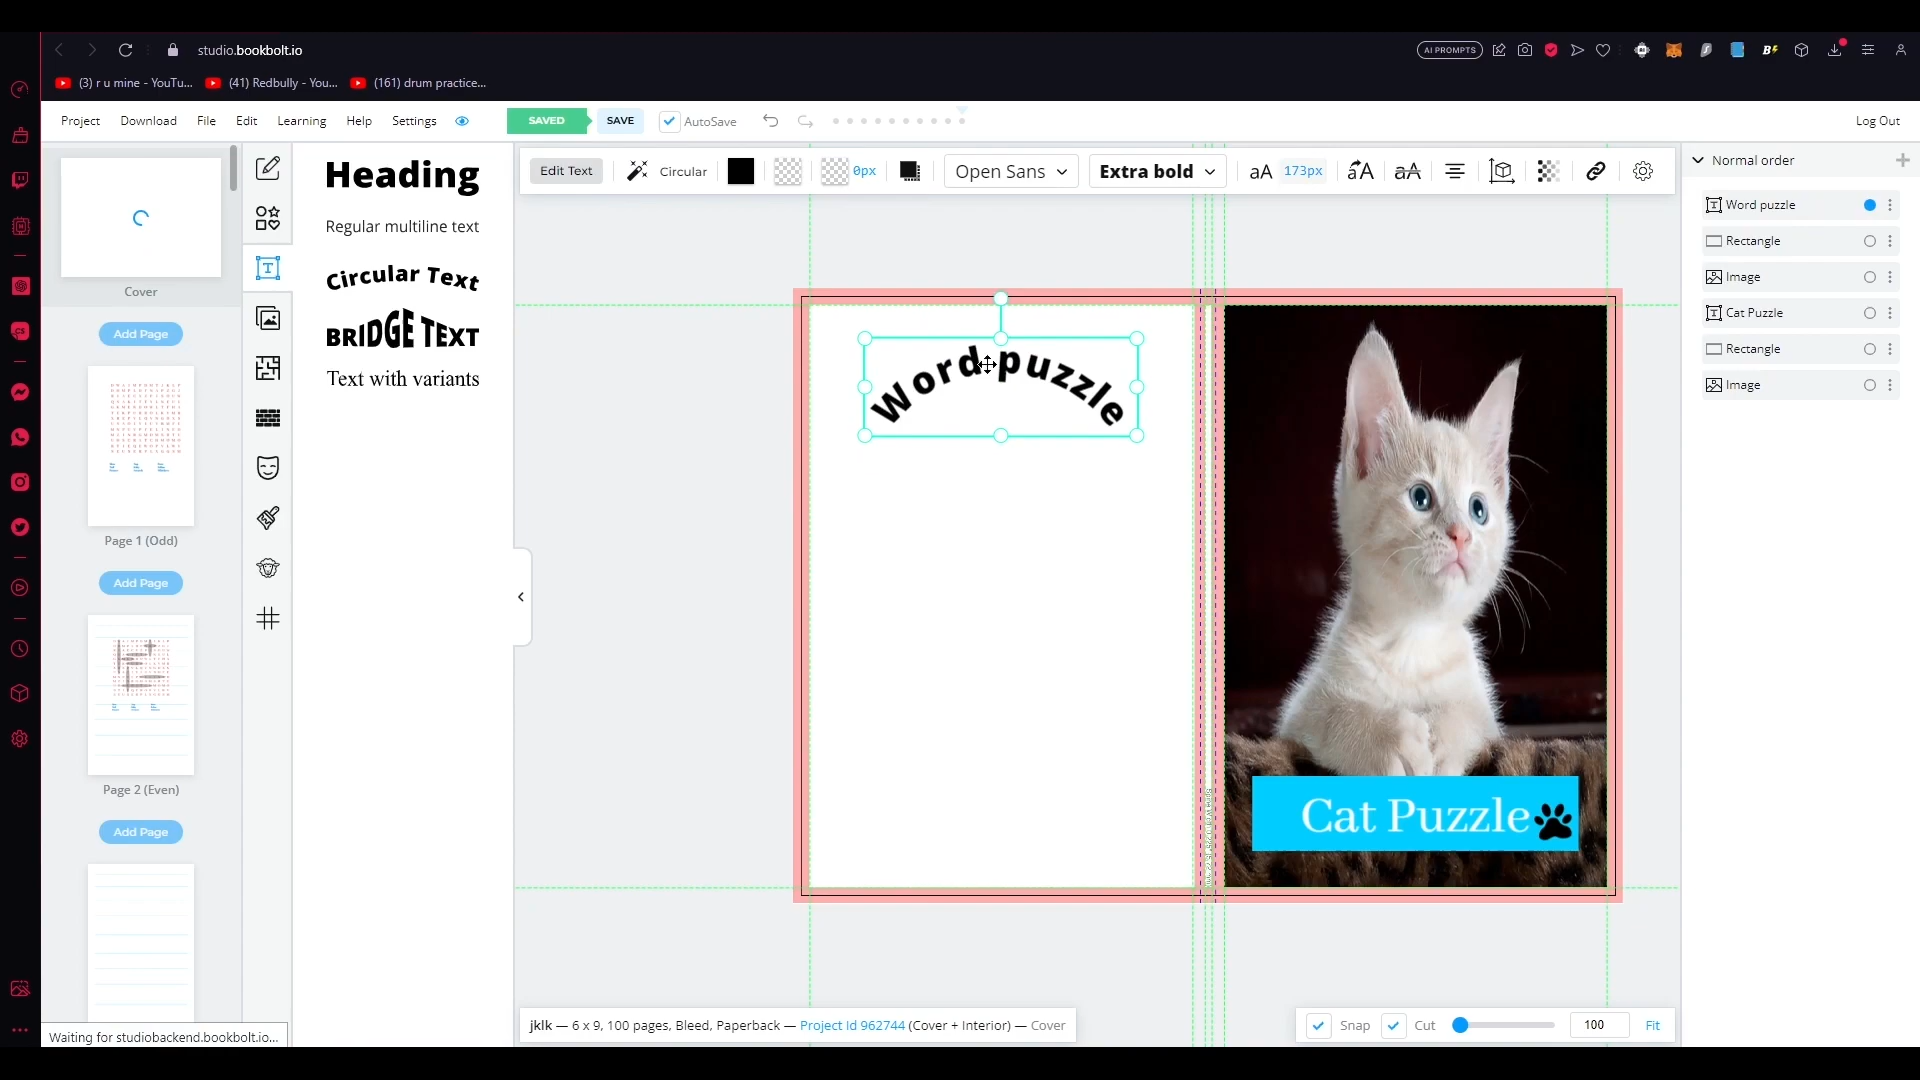 studio.bookbolt.io
AI PROMPTS
(3) r u mine - YouTu...
(41) Redbully - You...
(161) drum practice...
Project
Download
File
Edit
Learning
Help
Settings
SAVED
SAVE
AutoSave
Log Out
Edit Text
Circular
0px
Open Sans
Extra bold
aA
173px
Normal order
Word puzzle
Rectangle
Image
Cat Puzzle
Rectangle
Image
Cover
Add Page
Page 1 (Odd)
Add Page
Page 2 (Even)
Add Page
Heading
Regular multiline text
Circular Text
BRIDGE TEXT
Text with variants
Word puzzle
Cat Puzzle
jklk — 6 x 9, 100 pages, Bleed, Paperback — Project Id 962744 (Cover + Interior) — Cover
Snap
Cut
100
Fit
Waiting for studiobackend.bookbolt.io...